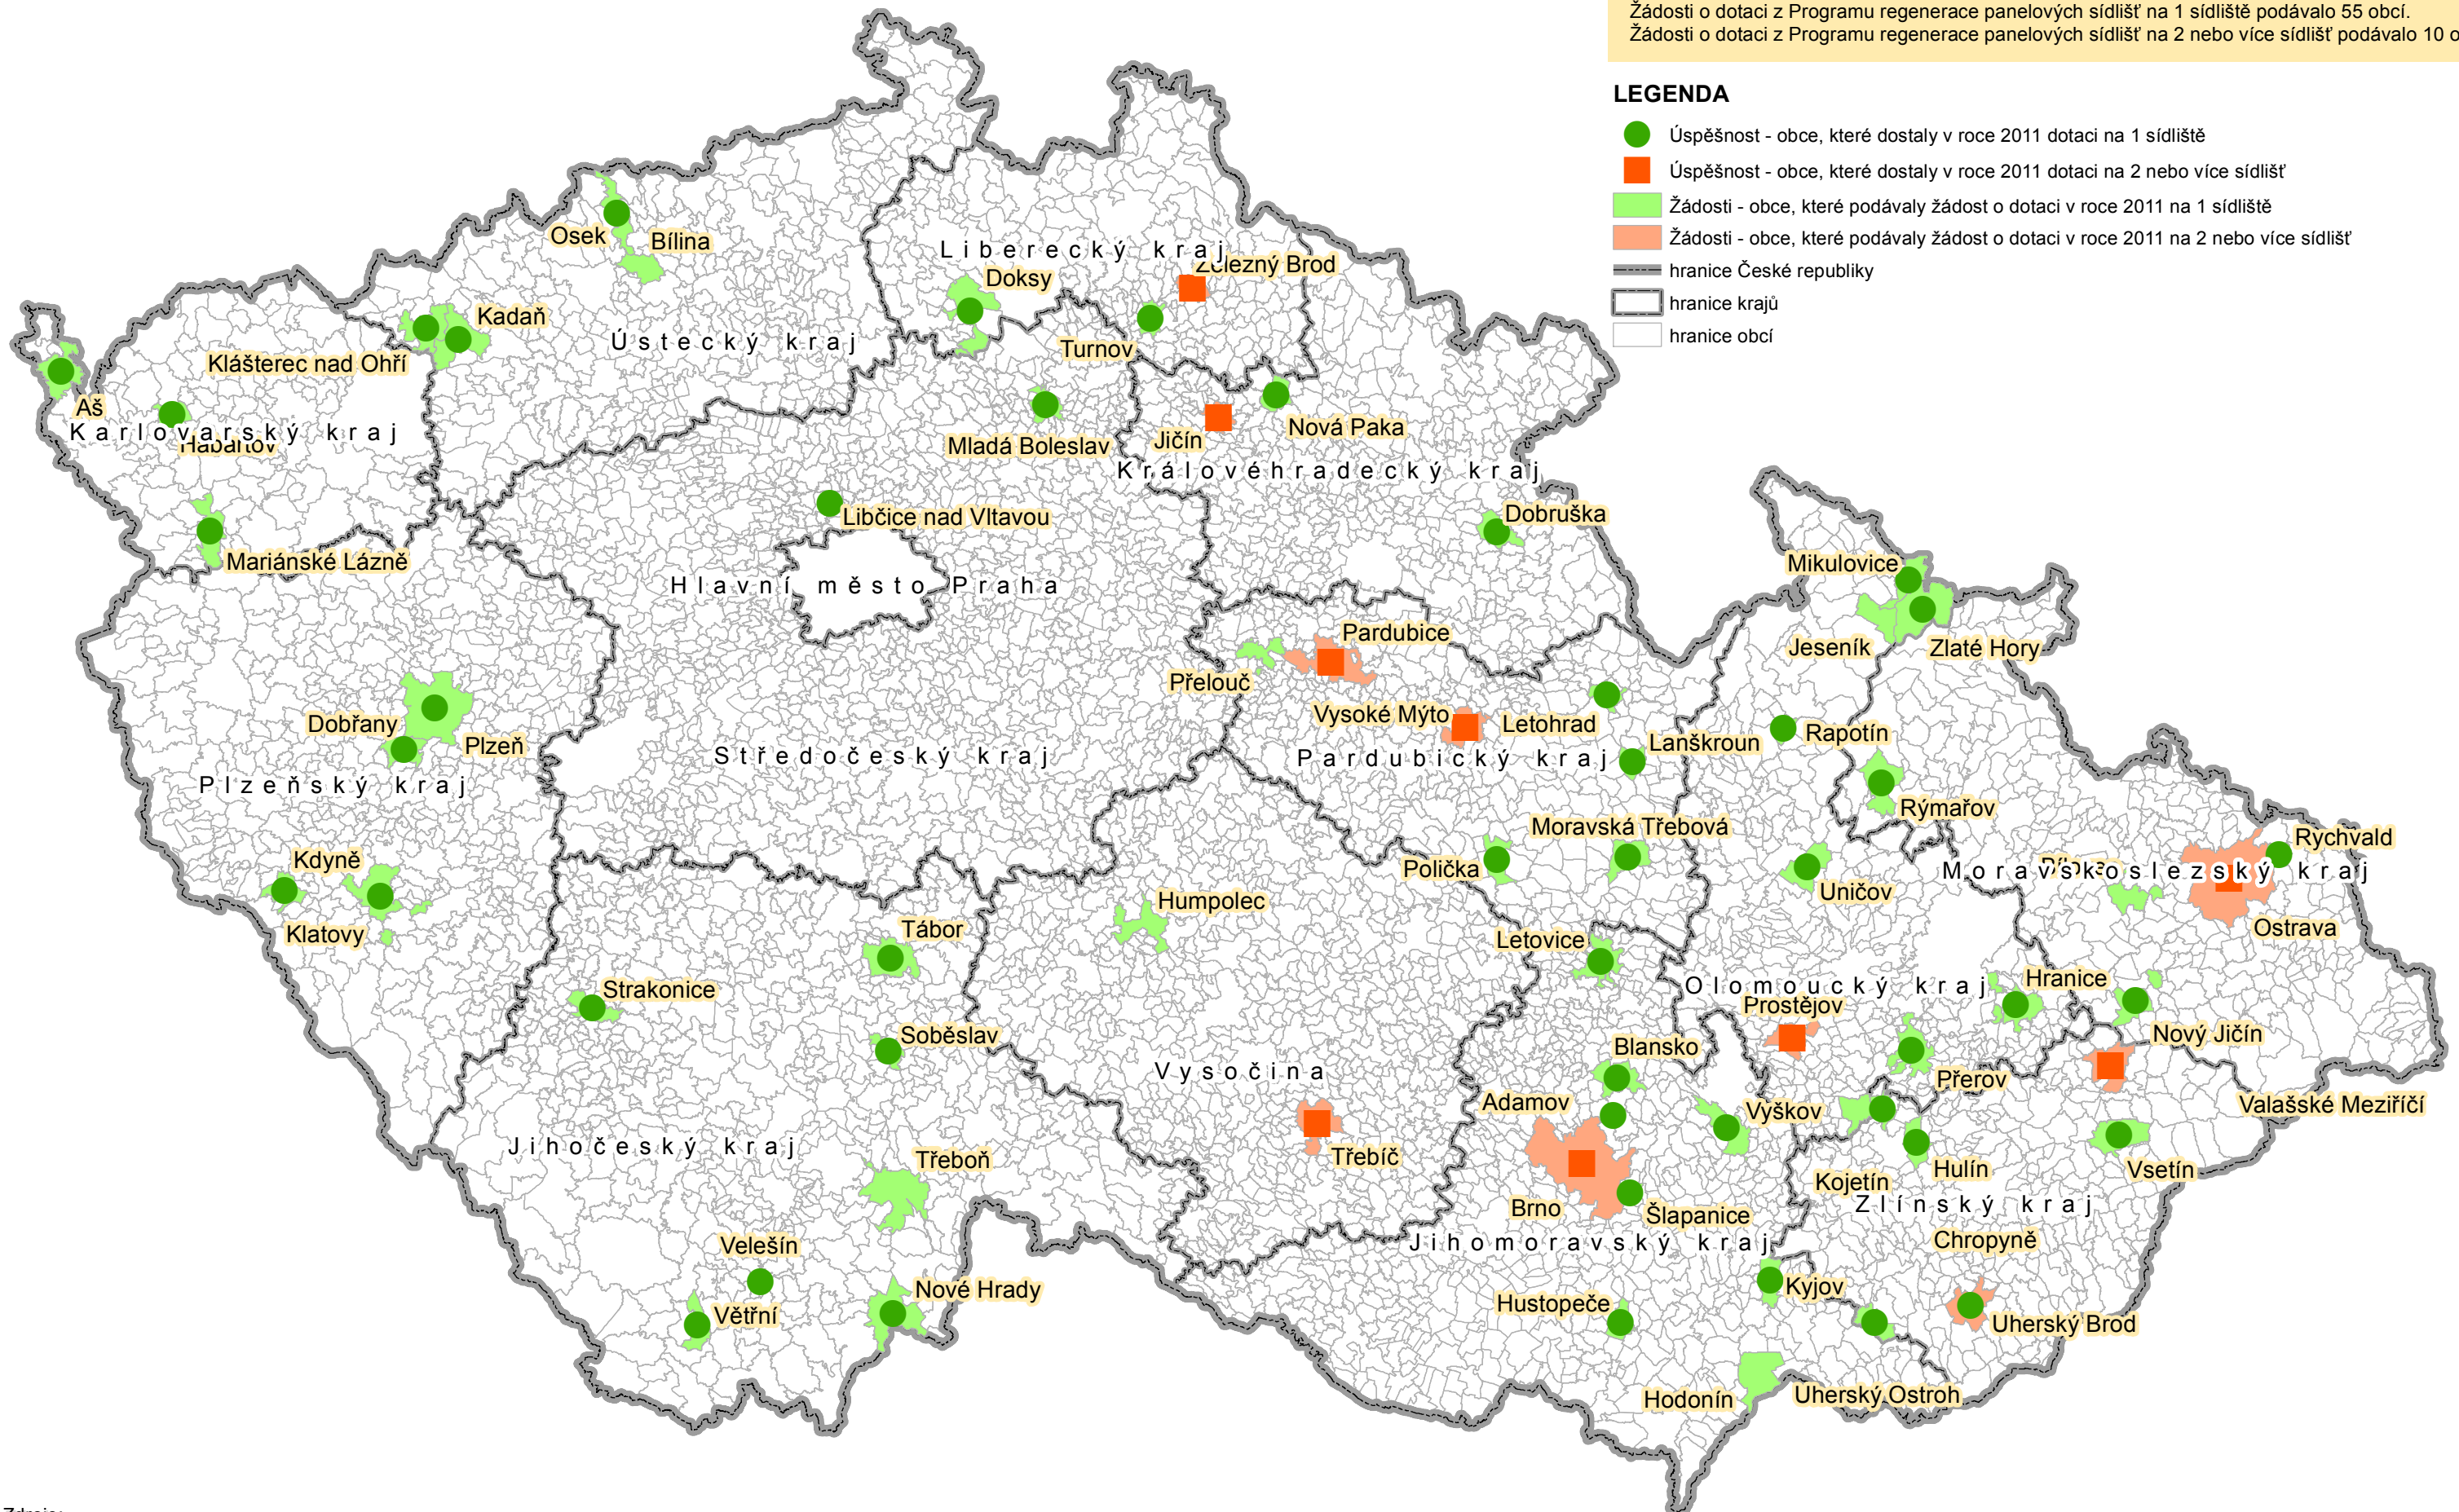 Žádosti o dotaci z Programu regenerace panelových sídlišť na 1 sídliště podávalo 55 obcí.
Žádosti o dotaci z Programu regenerace panelových sídlišť na 2 nebo více sídlišť podávalo 10 o
LEGENDA
Úspěšnost - obce, které dostaly v roce 2011 dotaci na 1 sídliště
Úspěšnost - obce, které dostaly v roce 2011 dotaci na 2 nebo více sídlišť
Žádosti - obce, které podávaly žádost o dotaci v roce 2011 na 1 sídliště
Žádosti - obce, které podávaly žádost o dotaci v roce 2011 na 2 nebo více sídlišť
hranice České republiky
hranice krajů
hranice obcí
Osek
Bílina
Liberecký kraj
Železný Brod
Doksy
Kadaň
Ústecký kraj
Turnov
Klášterec nad Ohří
Aš
Karlovarský kraj
Habartov
Mladá Boleslav
Jičín
Nová Paka
Královéhradecký kraj
Libčice nad Vltavou
Dobruška
Mariánské Lázně
Mikulovice
Hlavní město Praha
Pardubice
Jeseník
Zlaté Hory
Přelouč
Vysoké Mýto
Letohrad
Dobřany
Plzeň
Rapotín
Lanškroun
Středočeský kraj
Pardubický kraj
Plzeňský kraj
Rýmařov
Moravská Třebová
Rychvald
Kdyně
Polička
Moravskoslezský kraj
Uničov
Humpolec
Klatovy
Tábor
Ostrava
Letovice
Hranice
Strakonice
Olomoucký kraj
Prostějov
Soběslav
Nový Jičín
Blansko
Vysočina
Přerov
Adamov
Vyškov
Valašské Meziříčí
Jihočeský kraj
Třeboň
Třebíč
Hulín
Vsetín
Kojetín
Brno
Šlapanice
Zlínský kraj
Velešín
Jihomoravský kraj
Chropyně
Nové Hrady
Kyjov
Větřní
Hustopeče
Uherský Brod
Hodonín
Uherský Ostroh